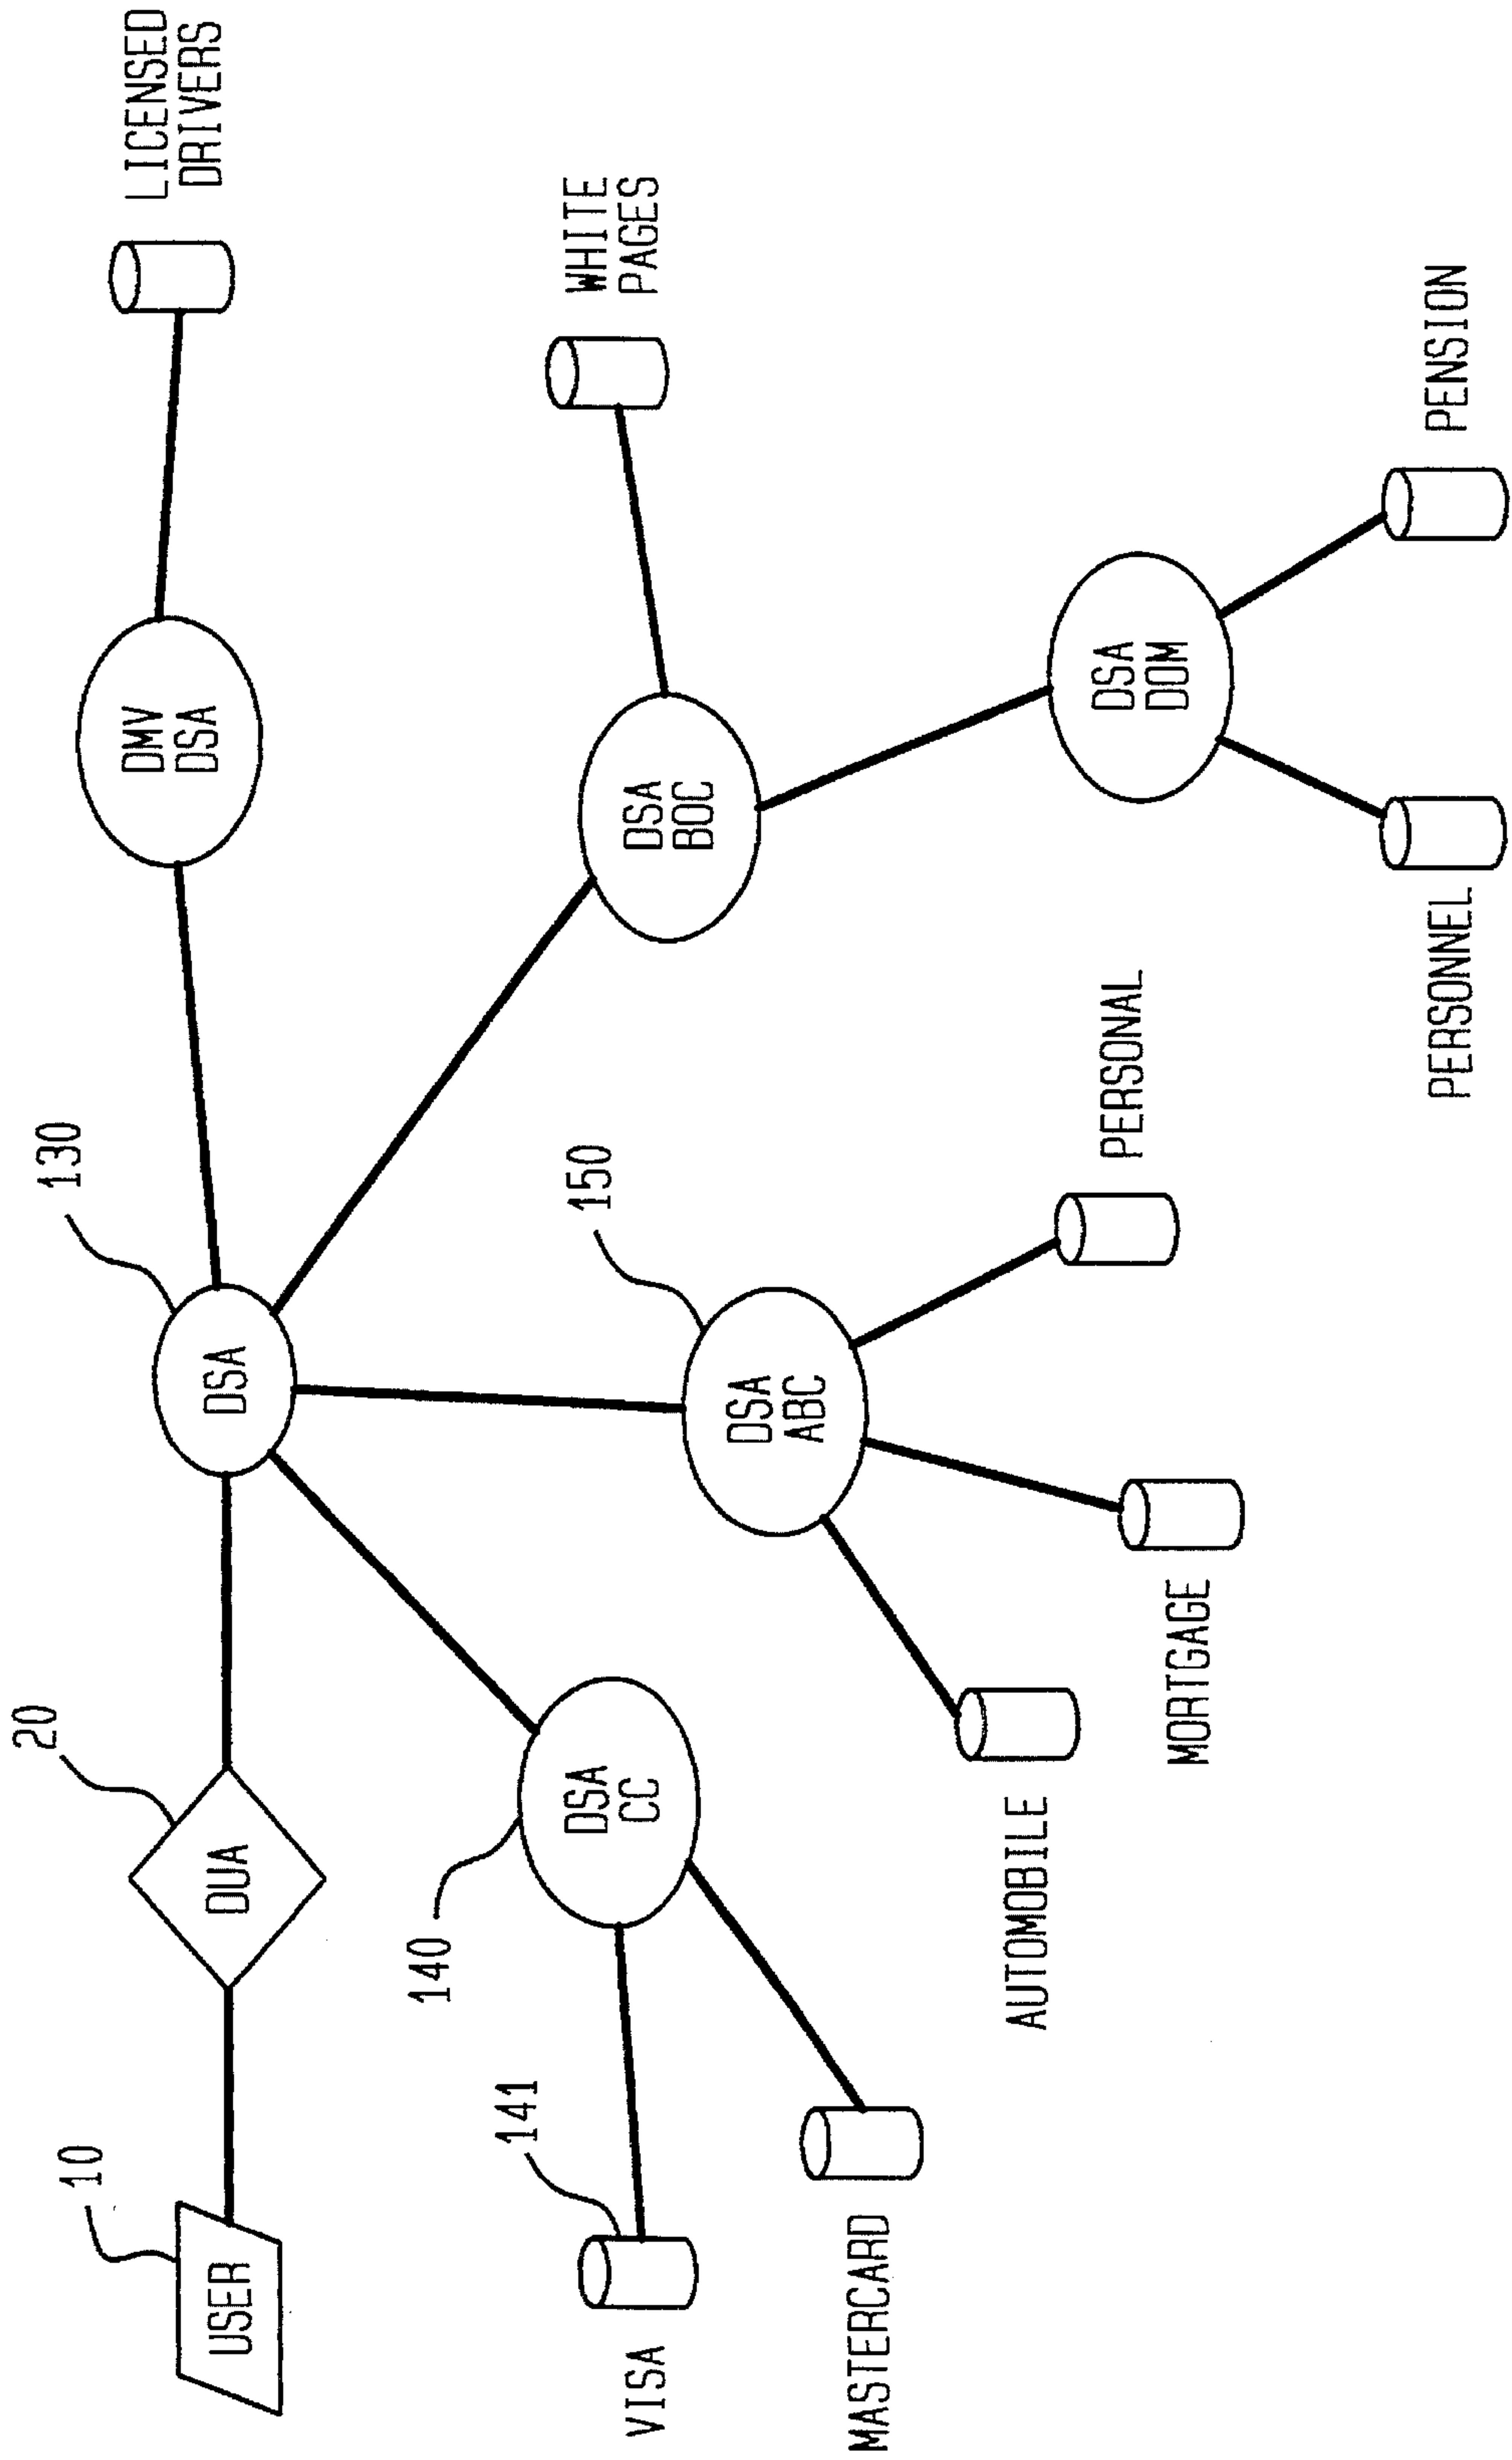 10
USER
20
DUA
130
DSA
DMV
DSA
LICENSED
DRIVERS
141
VISA
MASTERCARD
140
DSA
CC
150
DSA
ABC
AUTOMOBILE
MORTGAGE
PERSONAL
DSA
BOC
WHITE
PAGES
DSA
DOM
PERSONNEL
PENSION